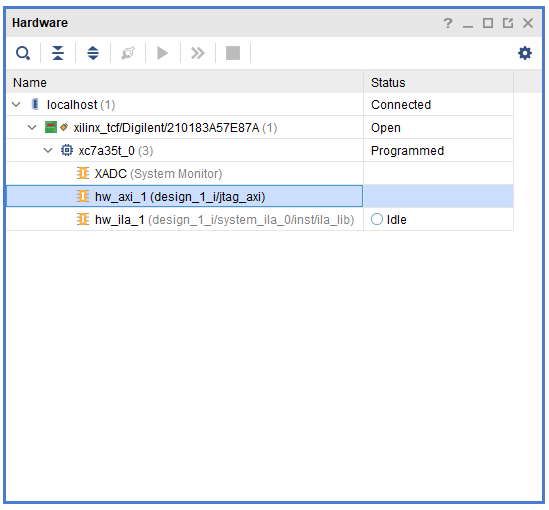 Hardware
Name Status
localhost (1) Connected
xilinx_tcf/Digilent/210183A57E87A (1) Open
xc7a35t_0 (3) Programmed
XADC (System Monitor)
hw_axi_1 (design_1_i/jtag_axi)
hw_ila_1 (design_1_i/system_ila_0/inst/ila_lib) Idle